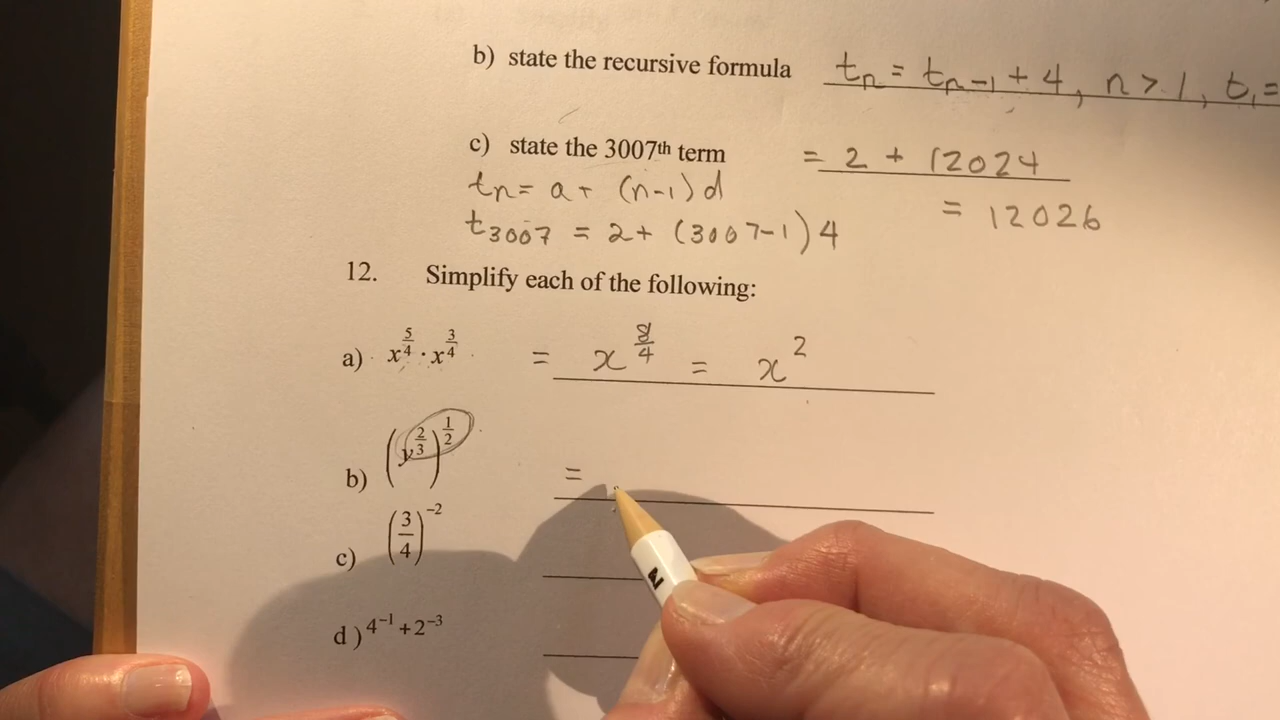 b) state the recursive formula tₙ = tₙ₋₁ + 4, n > 1, t₁ =
c) state the 3007th term = 2 + 12024
tₙ = a + (n-1)d = 12026
t₃₀₀₇ = 2 + (3007-1)4
12. Simplify each of the following:
a) x^(5/4) · x^(3/4) = x^(8/4) = x²
b) (y^(2/3))^(1/2) =
c) (3/4)⁻²
d) 4⁻¹ + 2⁻³